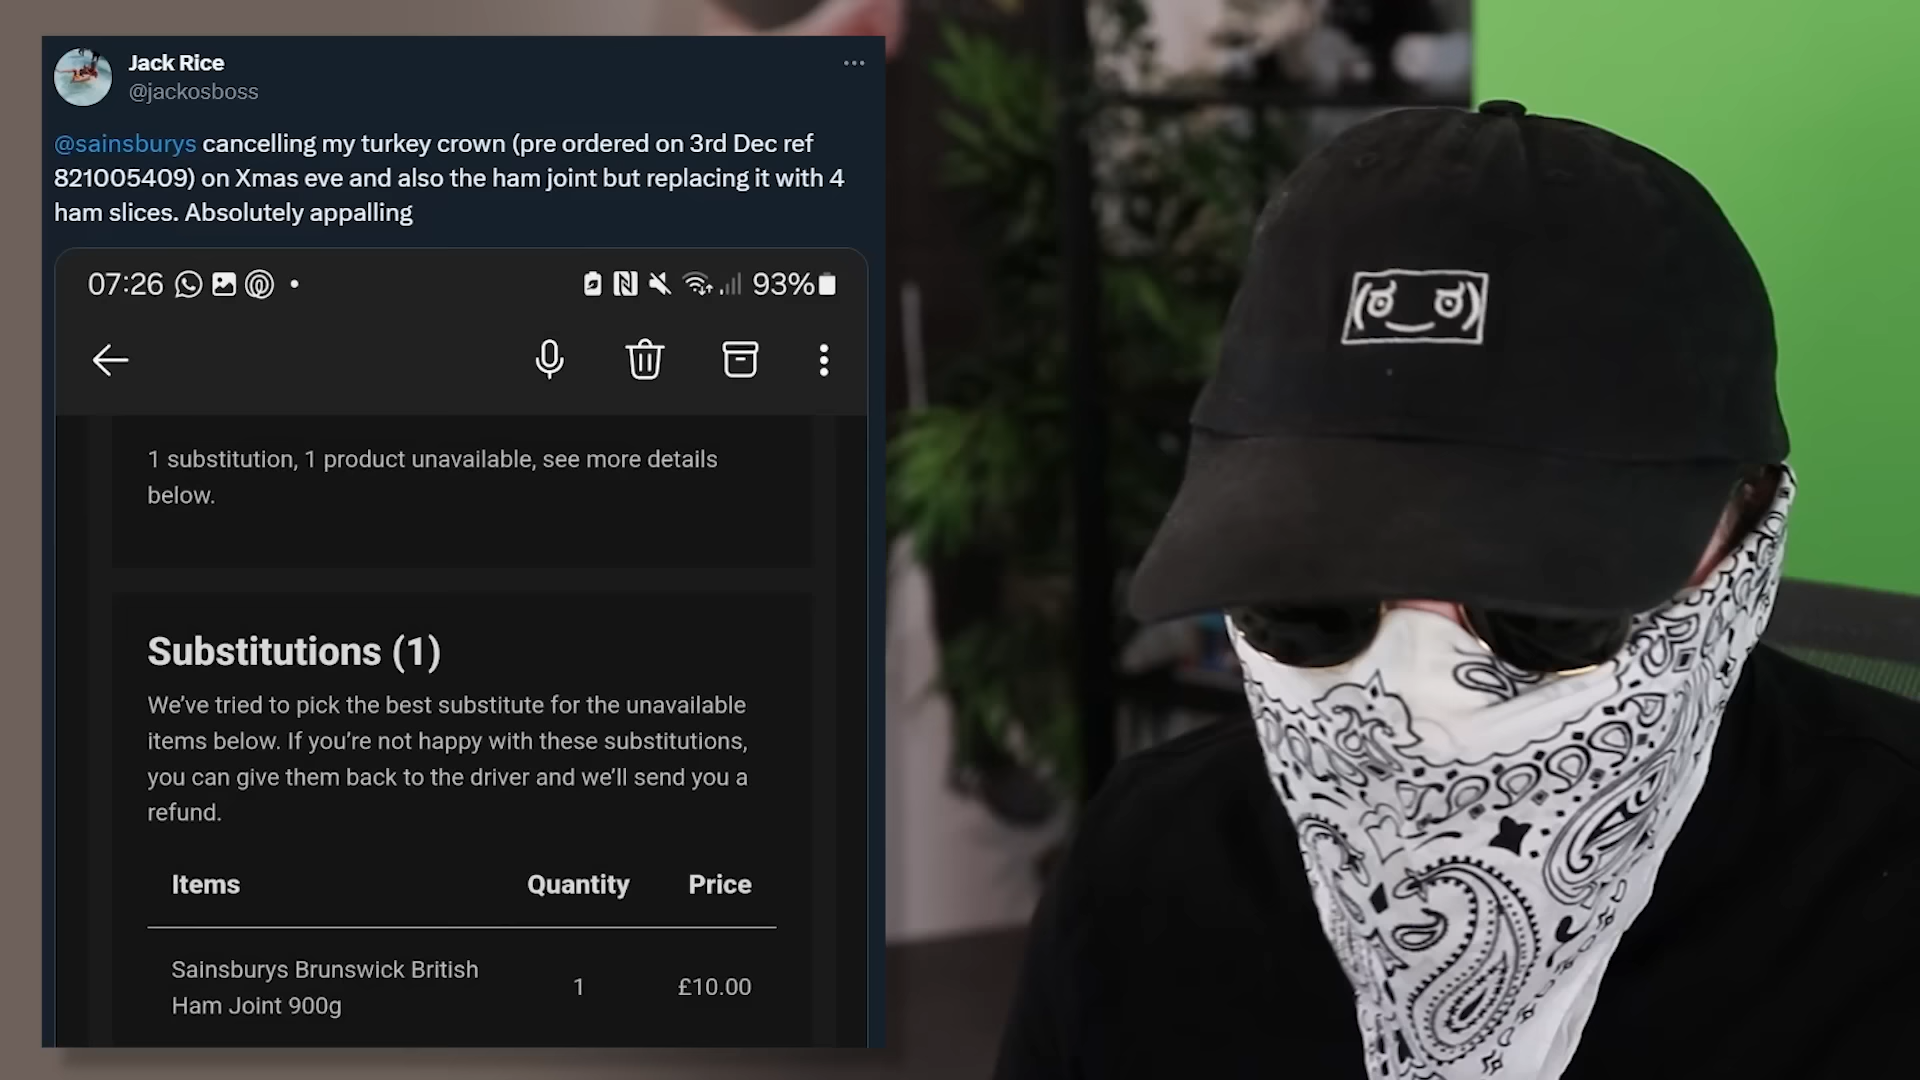 Jack Rice
@jackosboss
@sainsburys cancelling my turkey crown (pre ordered on 3rd Dec ref
821005409) on Xmas eve and also the ham joint but replacing it with 4
ham slices. Absolutely appalling
07:26
93%
1 substitution, 1 product unavailable, see more details
below.
Substitutions (1)
We've tried to pick the best substitute for the unavailable
items below. If you're not happy with these substitutions,
you can give them back to the driver and we'll send you a
refund.
Items Quantity Price
Sainsburys Brunswick British
Ham Joint 900g
1 £10.00